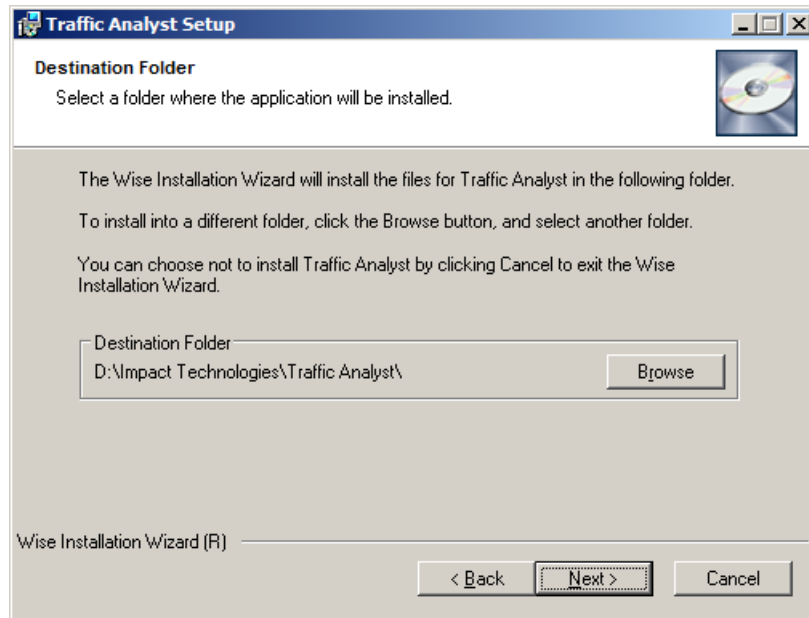 Traffic Analyst Setup
Destination Folder
Select a folder where the application will be installed.
The Wise Installation Wizard will install the files for Traffic Analyst in the following folder.
To install into a different folder, click the Browse button, and select another folder.
You can choose not to install Traffic Analyst by clicking Cancel to exit the Wise
Installation Wizard.
Destination Folder
D:\Impact Technologies\Traffic Analyst\
Browse
Wise Installation Wizard (R)
< Back
Next >
Cancel